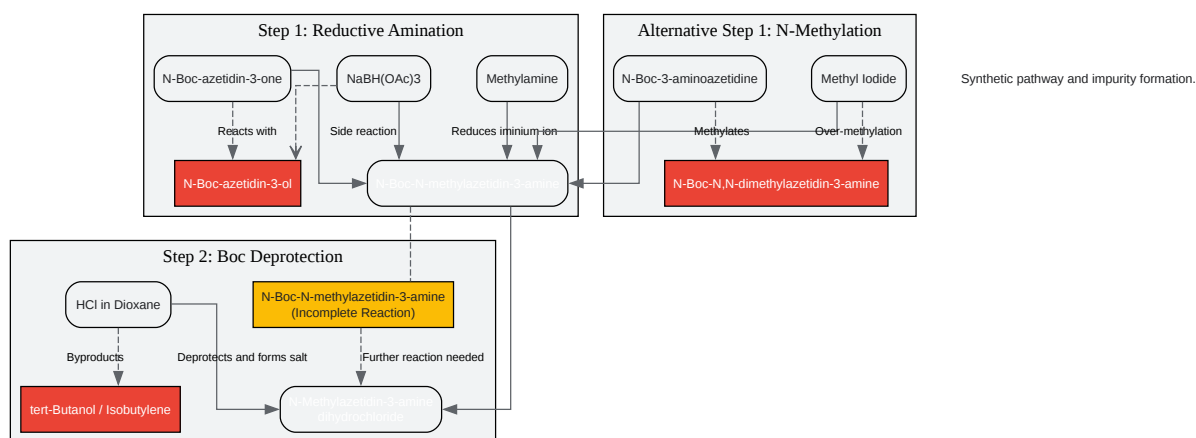 Step 1: Reductive Amination
Alternative Step 1: N-Methylation
N-Boc-azetidin-3-one
NaBH(OAc)3
Methylamine
N-Boc-3-aminoazetidine
Methyl Iodide
Synthetic pathway and impurity formation.
Reacts with
Side reaction
Reduces iminium ion
Methylates
Over-methylation
N-Boc-azetidin-3-ol
N-Boc-N-methylazetidin-3-amine
N-Boc-N,N-dimethylazetidin-3-amine
Step 2: Boc Deprotection
HCl in Dioxane
N-Boc-N-methylazetidin-3-amine
(Incomplete Reaction)
Byproducts
Deprotects and forms salt
Further reaction needed
tert-Butanol / Isobutylene
N-Methylazetidin-3-amine
dihydrochloride